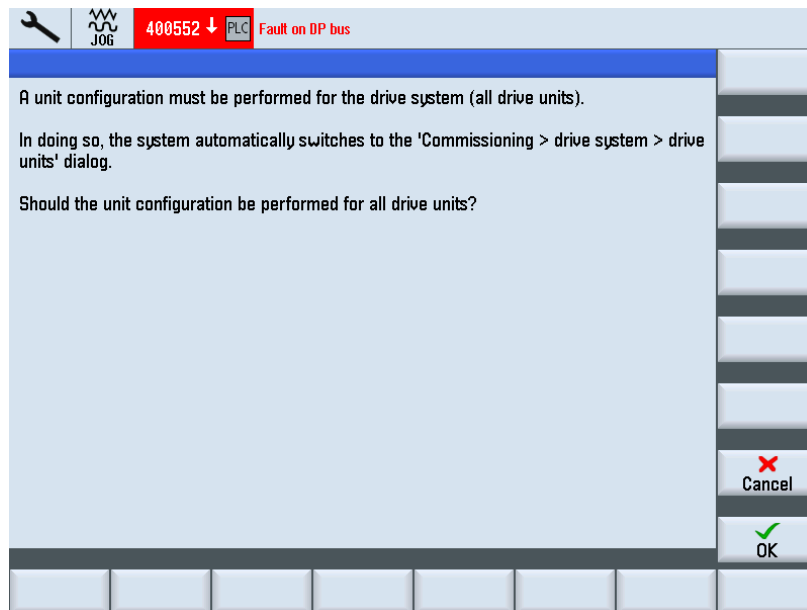 JOG
400552 ↓ PLC Fault on DP bus
A unit configuration must be performed for the drive system (all drive units).
In doing so, the system automatically switches to the 'Commissioning > drive system > drive
units' dialog.
Should the unit configuration be performed for all drive units?
Cancel
OK